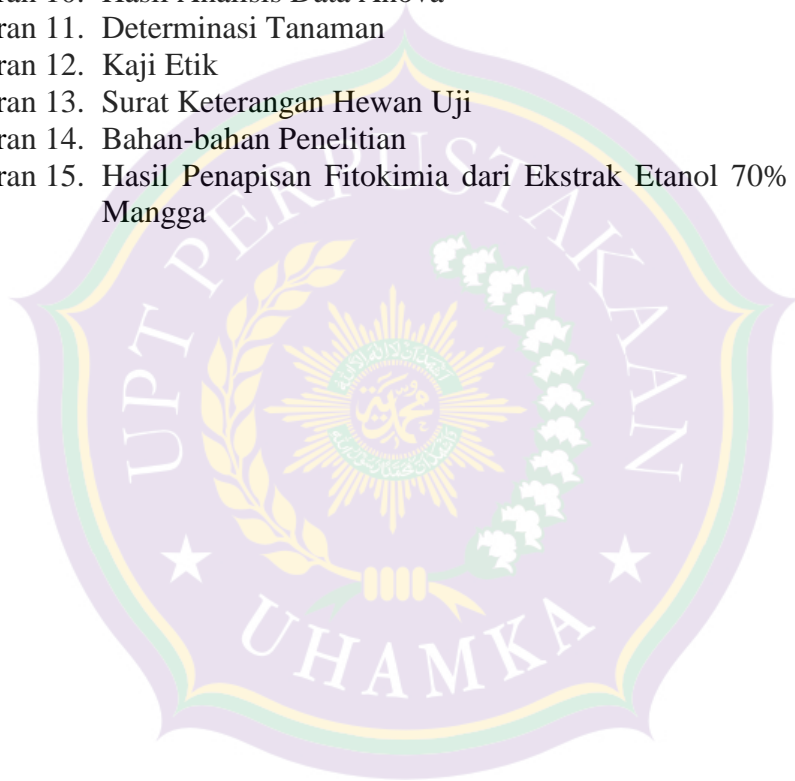 ran 10. Hasil Analisis Data Anova
ran 11. Determinasi Tanaman
ran 12. Kaji Etik
ran 13. Surat Keterangan Hewan Uji
ran 14. Bahan-bahan Penelitian
ran 15. Hasil Penapisan Fitokimia dari Ekstrak Etanol 70%
Mangga
UPT PERPUSTAKAAN
UHAMKA